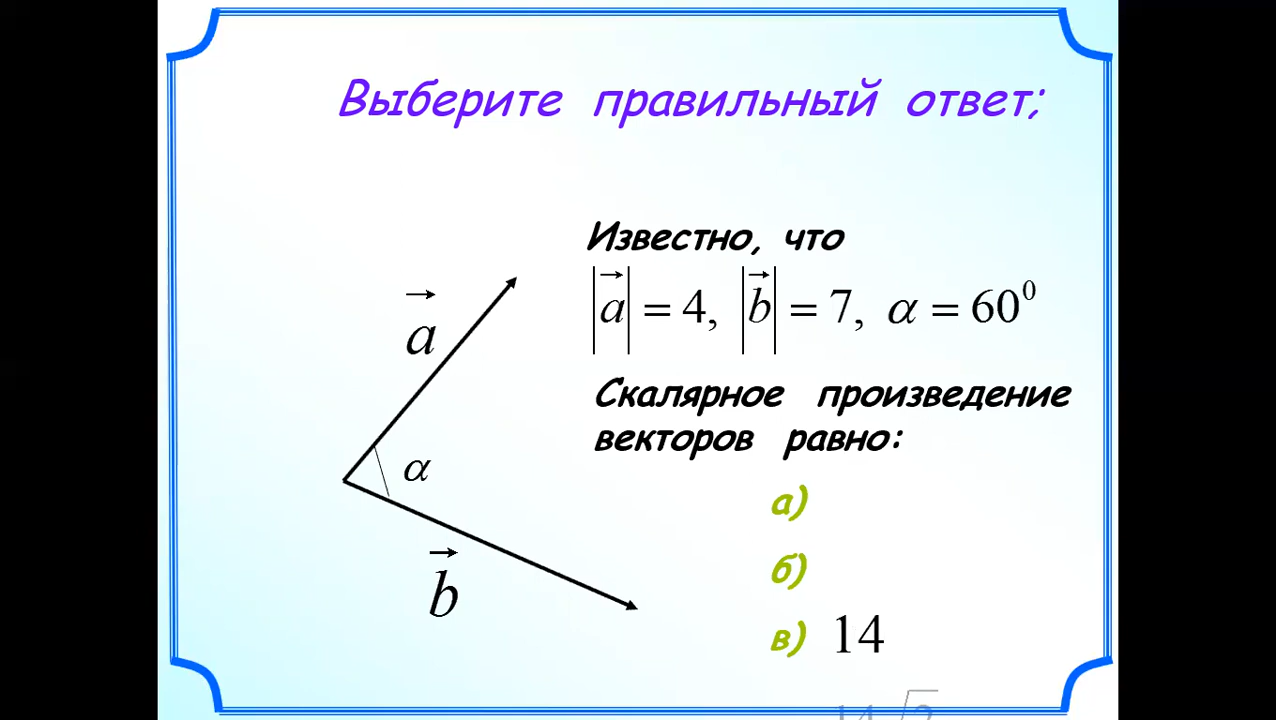 Выберите правильный ответ;
Известно, что
|a⃗| = 4, |b⃗| = 7, α = 60⁰
a⃗
Скалярное произведение
векторов равно:
α
а)
б)
b⃗
в) 14